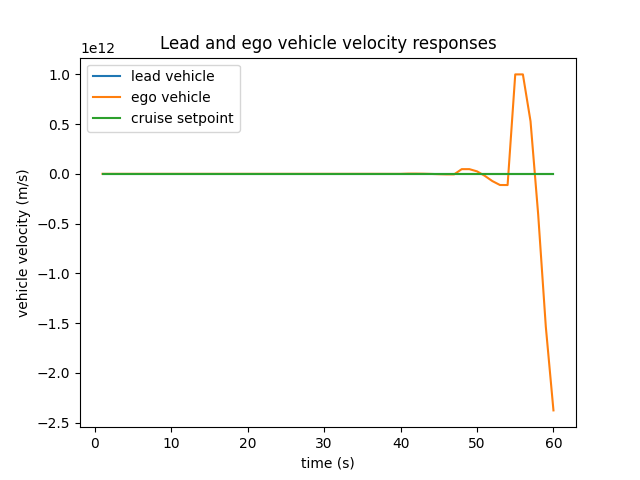 Lead and ego vehicle velocity responses
1e12
lead vehicle
ego vehicle
cruise setpoint
1.0
0.5
0.0
−0.5
−1.0
−1.5
−2.0
−2.5
vehicle velocity (m/s)
0 10 20 30 40 50 60
time (s)